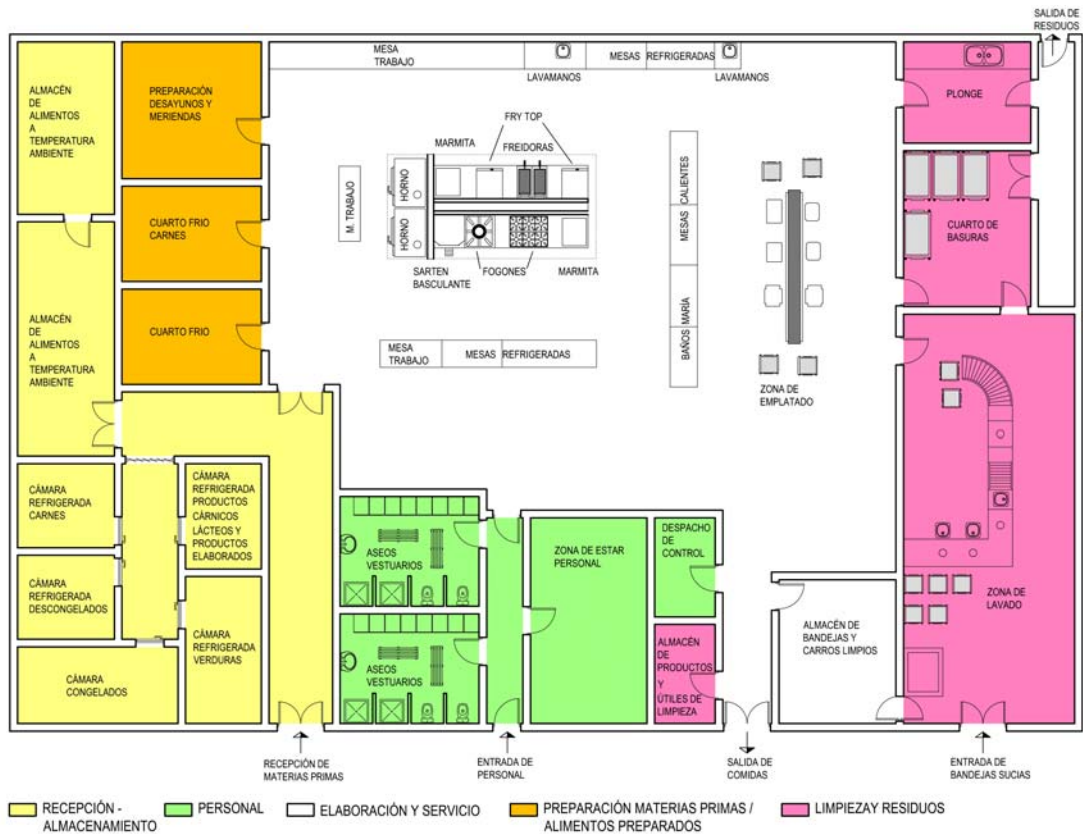 SALIDA DE
RESIDUOS
ALMACÉN
DE
ALIMENTOS
A
TEMPERATURA
AMBIENTE
PREPARACIÓN
DESAYUNOS Y
MERIENDAS
MESA
TRABAJO
LAVAMANOS
MESAS REFRIGERADAS
LAVAMANOS
PLONGE
FRY TOP
MARMITA
FREIDORAS
HORNO
HORNO
M. TRABAJO
SARTEN
BASCULANTE
FOGONES
MARMITA
MESAS CALIENTES
BAÑOS MARÍA
CUARTO FRIO
CARNES
CUARTO DE
BASURAS
ALMACÉN
DE
ALIMENTOS
A
TEMPERATURA
AMBIENTE
CUARTO FRIO
MESA
TRABAJO
MESAS REFRIGERADAS
ZONA DE
EMPLATADO
CÁMARA
REFRIGERADA
CARNES
CÁMARA
REFRIGERADA
PRODUCTOS
CÁRNICOS
LÁCTEOS Y
PRODUCTOS
ELABORADOS
CÁMARA
REFRIGERADA
DESCONGELADOS
CÁMARA
REFRIGERADA
VERDURAS
CÁMARA
CONGELADOS
ASEOS
VESTUARIOS
ASEOS
VESTUARIOS
ZONA DE ESTAR
PERSONAL
DESPACHO
DE
CONTROL
ALMACÉN
DE
PRODUCTOS
Y
ÚTILES DE
LIMPIEZA
ALMACÉN DE
BANDEJAS Y
CARROS LIMPIOS
ZONA DE
LAVADO
RECEPCIÓN DE
MATERIAS PRIMAS
ENTRADA DE
PERSONAL
SALIDA DE
COMIDAS
ENTRADA DE
BANDEJAS SUCIAS
RECEPCIÓN -
ALMACENAMIENTO
PERSONAL
ELABORACIÓN Y SERVICIO
PREPARACIÓN MATERIAS PRIMAS /
ALIMENTOS PREPARADOS
LIMPIEZAY RESIDUOS